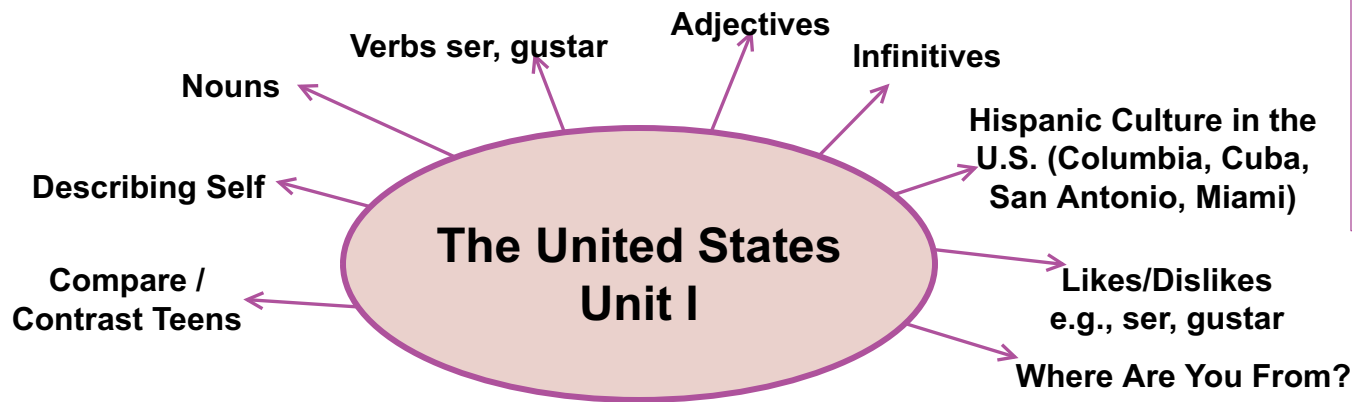 Adjectives
Verbs ser, gustar
Infinitives
Nouns
Hispanic Culture in the
U.S. (Columbia, Cuba,
San Antonio, Miami)
Describing Self
The United States
Unit I
Compare /
Contrast Teens
Likes/Dislikes
e.g., ser, gustar
Where Are You From?